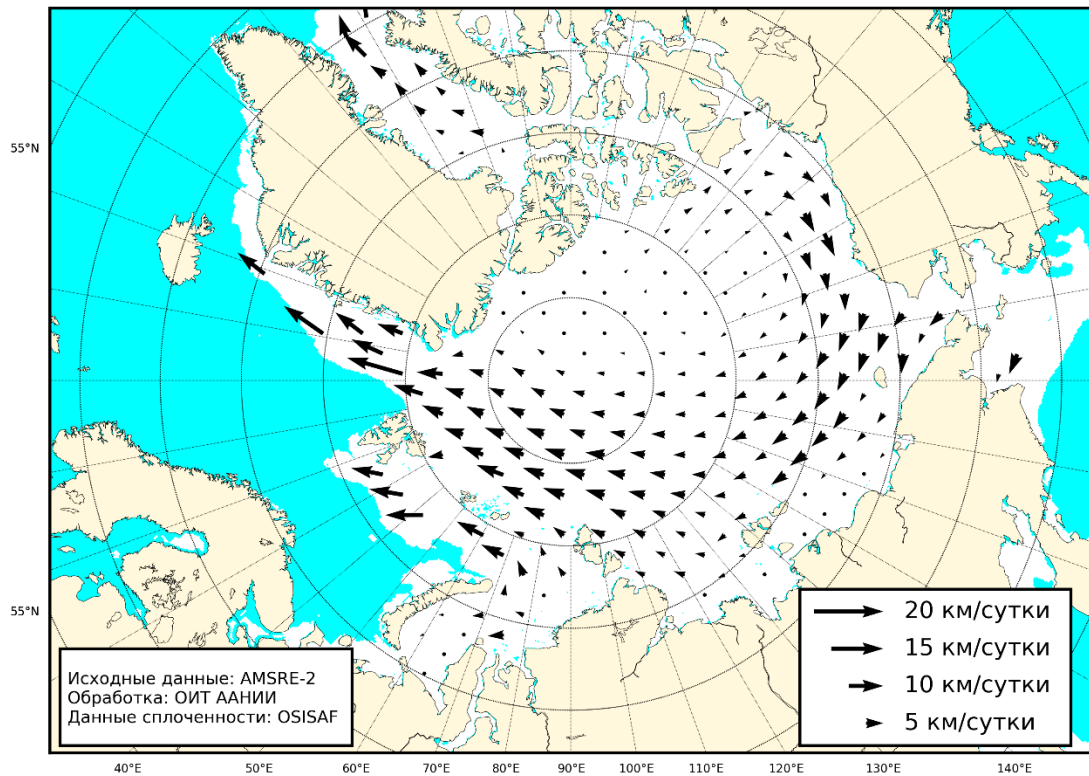 55°N
55°N
Исходные данные: AMSRE-2
Обработка: ОИТ ААНИИ
Данные сплоченности: OSISAF
20 км/сутки
15 км/сутки
10 км/сутки
5 км/сутки
40°E 50°E 60°E 70°E 80°E 90°E 100°E 110°E 120°E 130°E 140°E